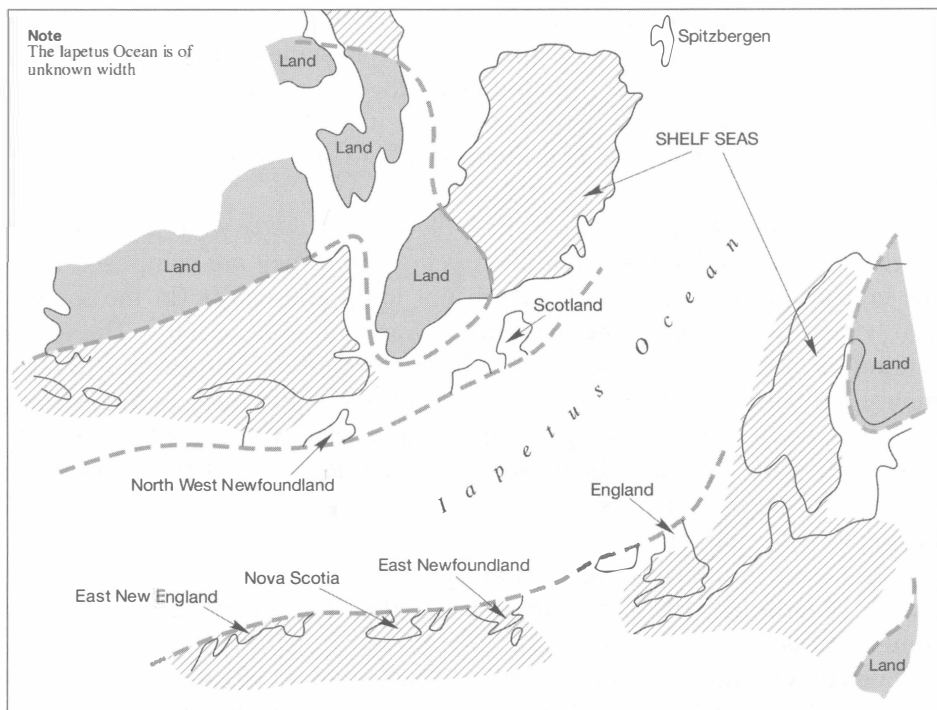 Note
The Iapetus Ocean is of
unknown width
Land
Spitzbergen
Land
SHELF SEAS
Land
Land
Scotland
Land
Iapetus Ocean
North West Newfoundland
England
East Newfoundland
Nova Scotia
East New England
Land